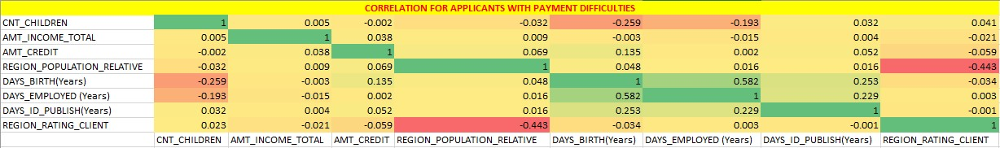 CORRELATION FOR APPLICANTS WITH PAYMENT DIFFICULTIES
CNT_CHILDREN 1 0.005 -0.002 -0.032 -0.259 -0.193 0.032 0.041
AMT_INCOME_TOTAL 0.005 1 0.038 0.009 -0.003 -0.015 0.004 -0.021
AMT_CREDIT -0.002 0.038 1 0.069 0.135 0.002 0.052 -0.059
REGION_POPULATION_RELATIVE -0.032 0.009 0.069 1 0.048 0.016 0.016 -0.443
DAYS_BIRTH(Years) -0.259 -0.003 0.135 0.048 1 0.582 0.253 -0.034
DAYS_EMPLOYED (Years) -0.193 -0.015 0.002 0.016 0.582 1 0.229 0.003
DAYS_ID_PUBLISH(Years) 0.032 0.004 0.052 0.016 0.253 0.229 1 -0.001
REGION_RATING_CLIENT 0.023 -0.021 -0.059 -0.443 -0.034 0.003 -0.001 1
CNT_CHILDREN AMT_INCOME_TOTAL AMT_CREDIT REGION_POPULATION_RELATIVE DAYS_BIRTH(Years) DAYS_EMPLOYED (Years) DAYS_ID_PUBLISH(Years) REGION_RATING_CLIENT